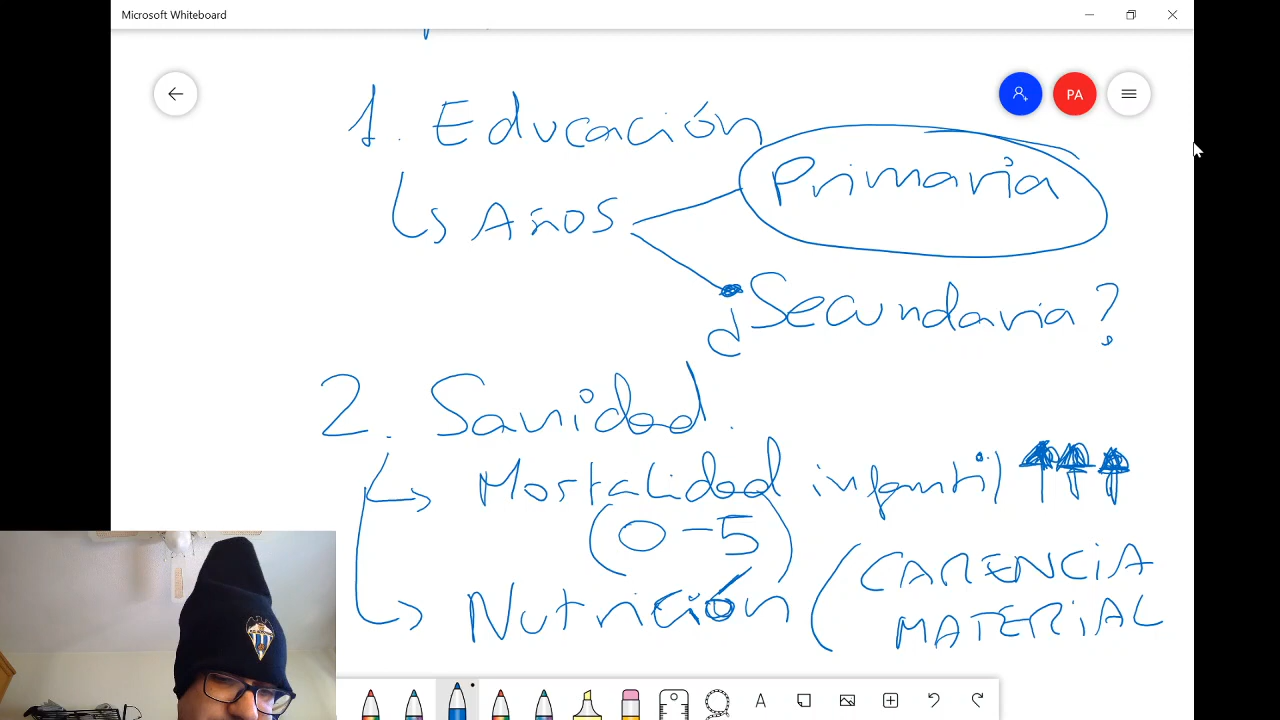 Microsoft Whiteboard
PA
1. Educación
Años
Primaria
¿Secundaria?
2. Sanidad.
Mortalidad infantil
(0-5)
Nutrición (CARENCIA
MATERIAL
A